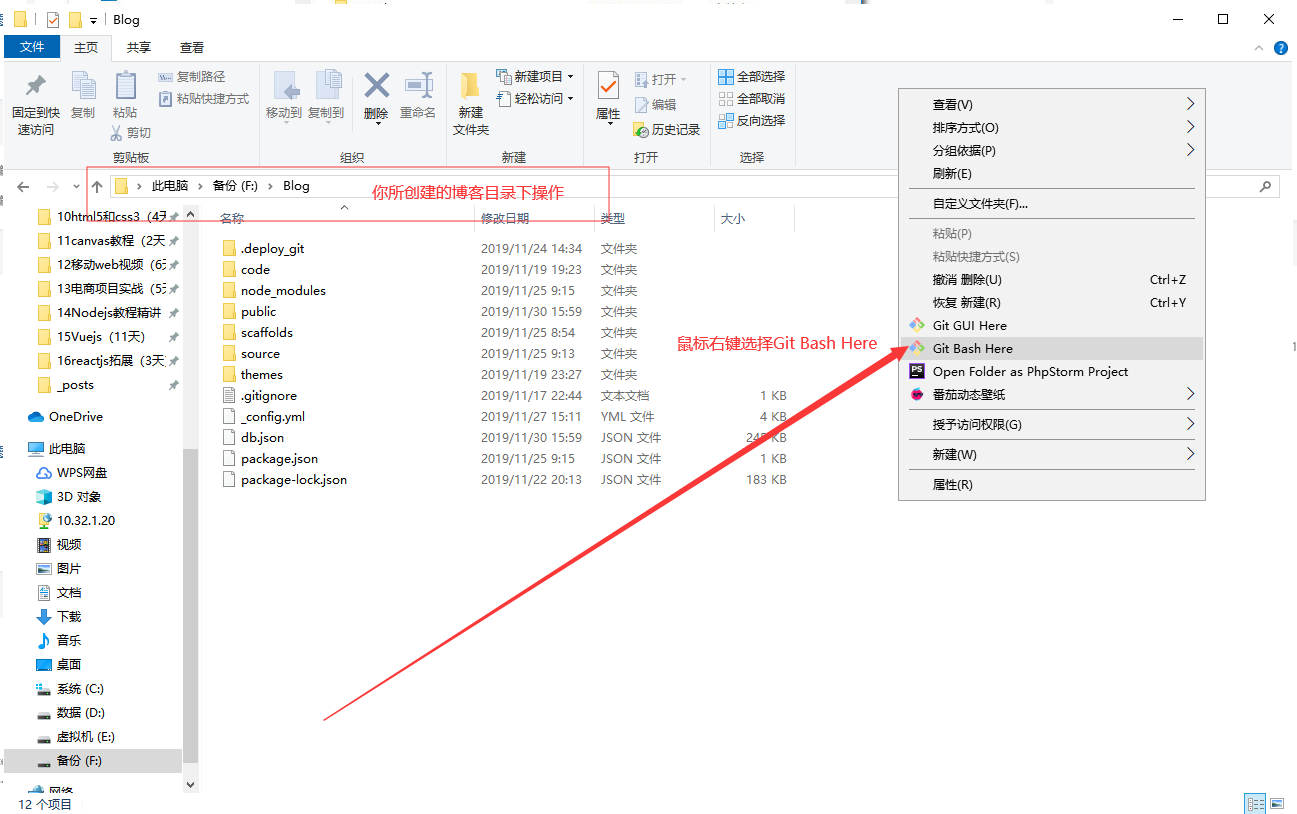 Blog
文件 主页 共享 查看
固定到快速访问
复制
粘贴
复制路径
粘贴快捷方式
剪切
移动到 复制到
删除 重命名
新建文件夹
新建项目
轻松访问
属性
打开
编辑
历史记录
全部选择
全部取消
反向选择
剪贴板 组织 新建 打开 选择
此电脑 备份 (F:) Blog
你所创建的博客目录下操作
名称 修改日期 类型 大小
.deploy_git 2019/11/24 14:34 文件夹
code 2019/11/19 19:23 文件夹
node_modules 2019/11/25 9:15 文件夹
public 2019/11/30 15:59 文件夹
scaffolds 2019/11/25 8:54 文件夹
source 2019/11/25 9:13 文件夹
themes 2019/11/19 23:27 文件夹
.gitignore 2019/11/17 22:44 文本文档 1 KB
_config.yml 2019/11/27 15:11 YML 文件 4 KB
db.json 2019/11/30 15:59 JSON 文件 KB
package.json 2019/11/25 9:15 JSON 文件 1 KB
package-lock.json 2019/11/22 20:13 JSON 文件 183 KB
10html5和css3（4天
11canvas教程（2天）
12移动web视频（6天
13电商项目实战（5天
14Nodejs教程精讲
15Vuejs（11天）
16reactjs拓展（3天）
_posts
OneDrive
此电脑
WPS网盘
3D 对象
10.32.1.20
视频
图片
文档
下载
音乐
桌面
系统 (C:)
数据 (D:)
虚拟机 (E:)
备份 (F:)
网络
12 个项目
鼠标右键选择Git Bash Here
查看(V)
排序方式(O)
分组依据(P)
刷新(E)
自定义文件夹(F)...
粘贴(P)
粘贴快捷方式(S)
撤消 删除(U) Ctrl+Z
恢复 新建(R) Ctrl+Y
Git GUI Here
Git Bash Here
Open Folder as PhpStorm Project
番茄动态壁纸
授予访问权限(G)
新建(W)
属性(R)